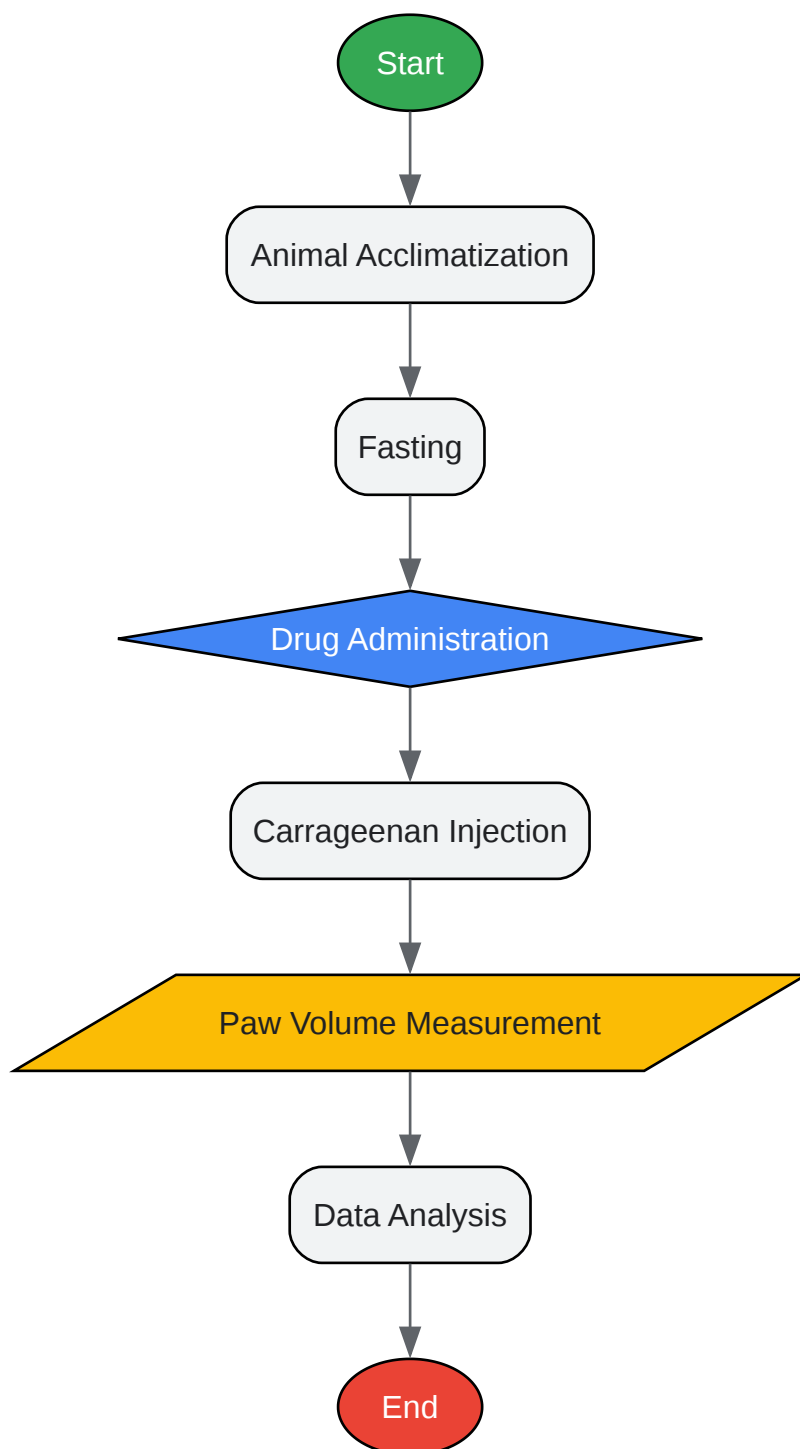 Start
Animal Acclimatization
Fasting
Drug Administration
Carrageenan Injection
Paw Volume Measurement
Data Analysis
End